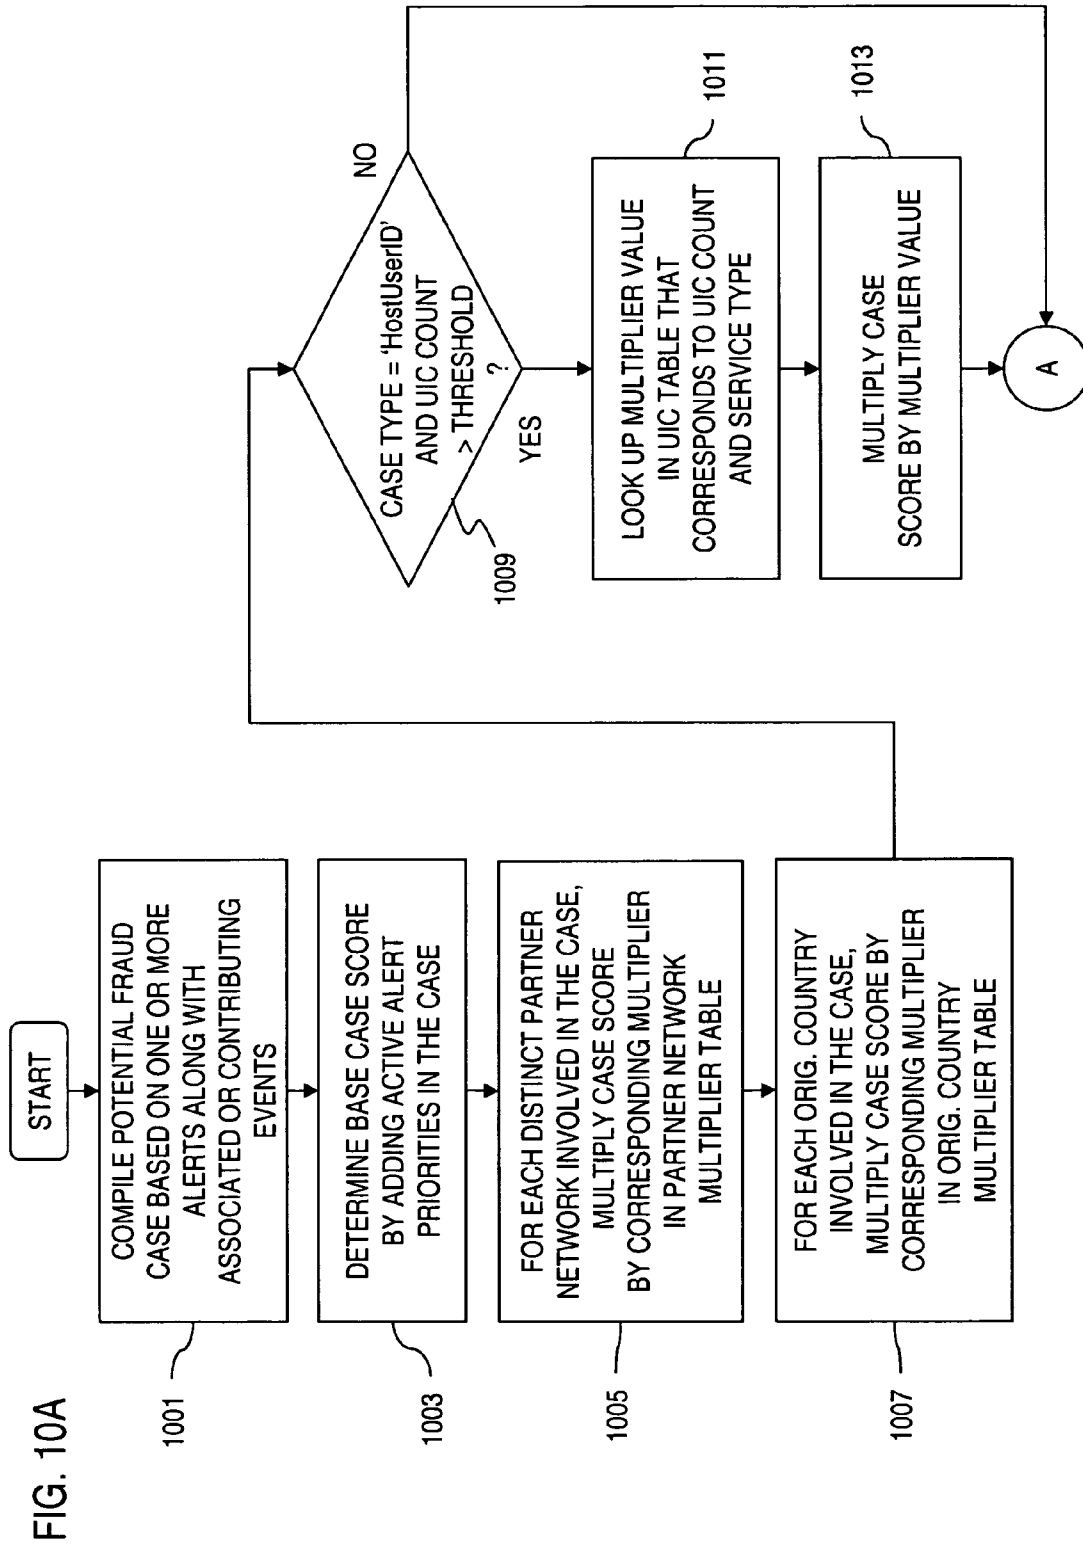 FIG. 10A
START
COMPILE POTENTIAL FRAUD
CASE BASED ON ONE OR MORE
ALERTS ALONG WITH
ASSOCIATED OR CONTRIBUTING
EVENTS
1001
DETERMINE BASE CASE SCORE
BY ADDING ACTIVE ALERT
PRIORITIES IN THE CASE
1003
FOR EACH DISTINCT PARTNER
NETWORK INVOLVED IN THE CASE,
MULTIPLY CASE SCORE
BY CORRESPONDING MULTIPLIER
IN PARTNER NETWORK
MULTIPLIER TABLE
1005
FOR EACH ORIG. COUNTRY
INVOLVED IN THE CASE,
MULTIPLY CASE SCORE BY
CORRESPONDING MULTIPLIER
IN ORIG. COUNTRY
MULTIPLIER TABLE
1007
CASE TYPE = 'HostUserID'
AND UIC COUNT
> THRESHOLD
?
NO
YES
1009
LOOK UP MULTIPLIER VALUE
IN UIC TABLE THAT
CORRESPONDS TO UIC COUNT
AND SERVICE TYPE
1011
MULTIPLY CASE
SCORE BY MULTIPLIER VALUE
1013
A